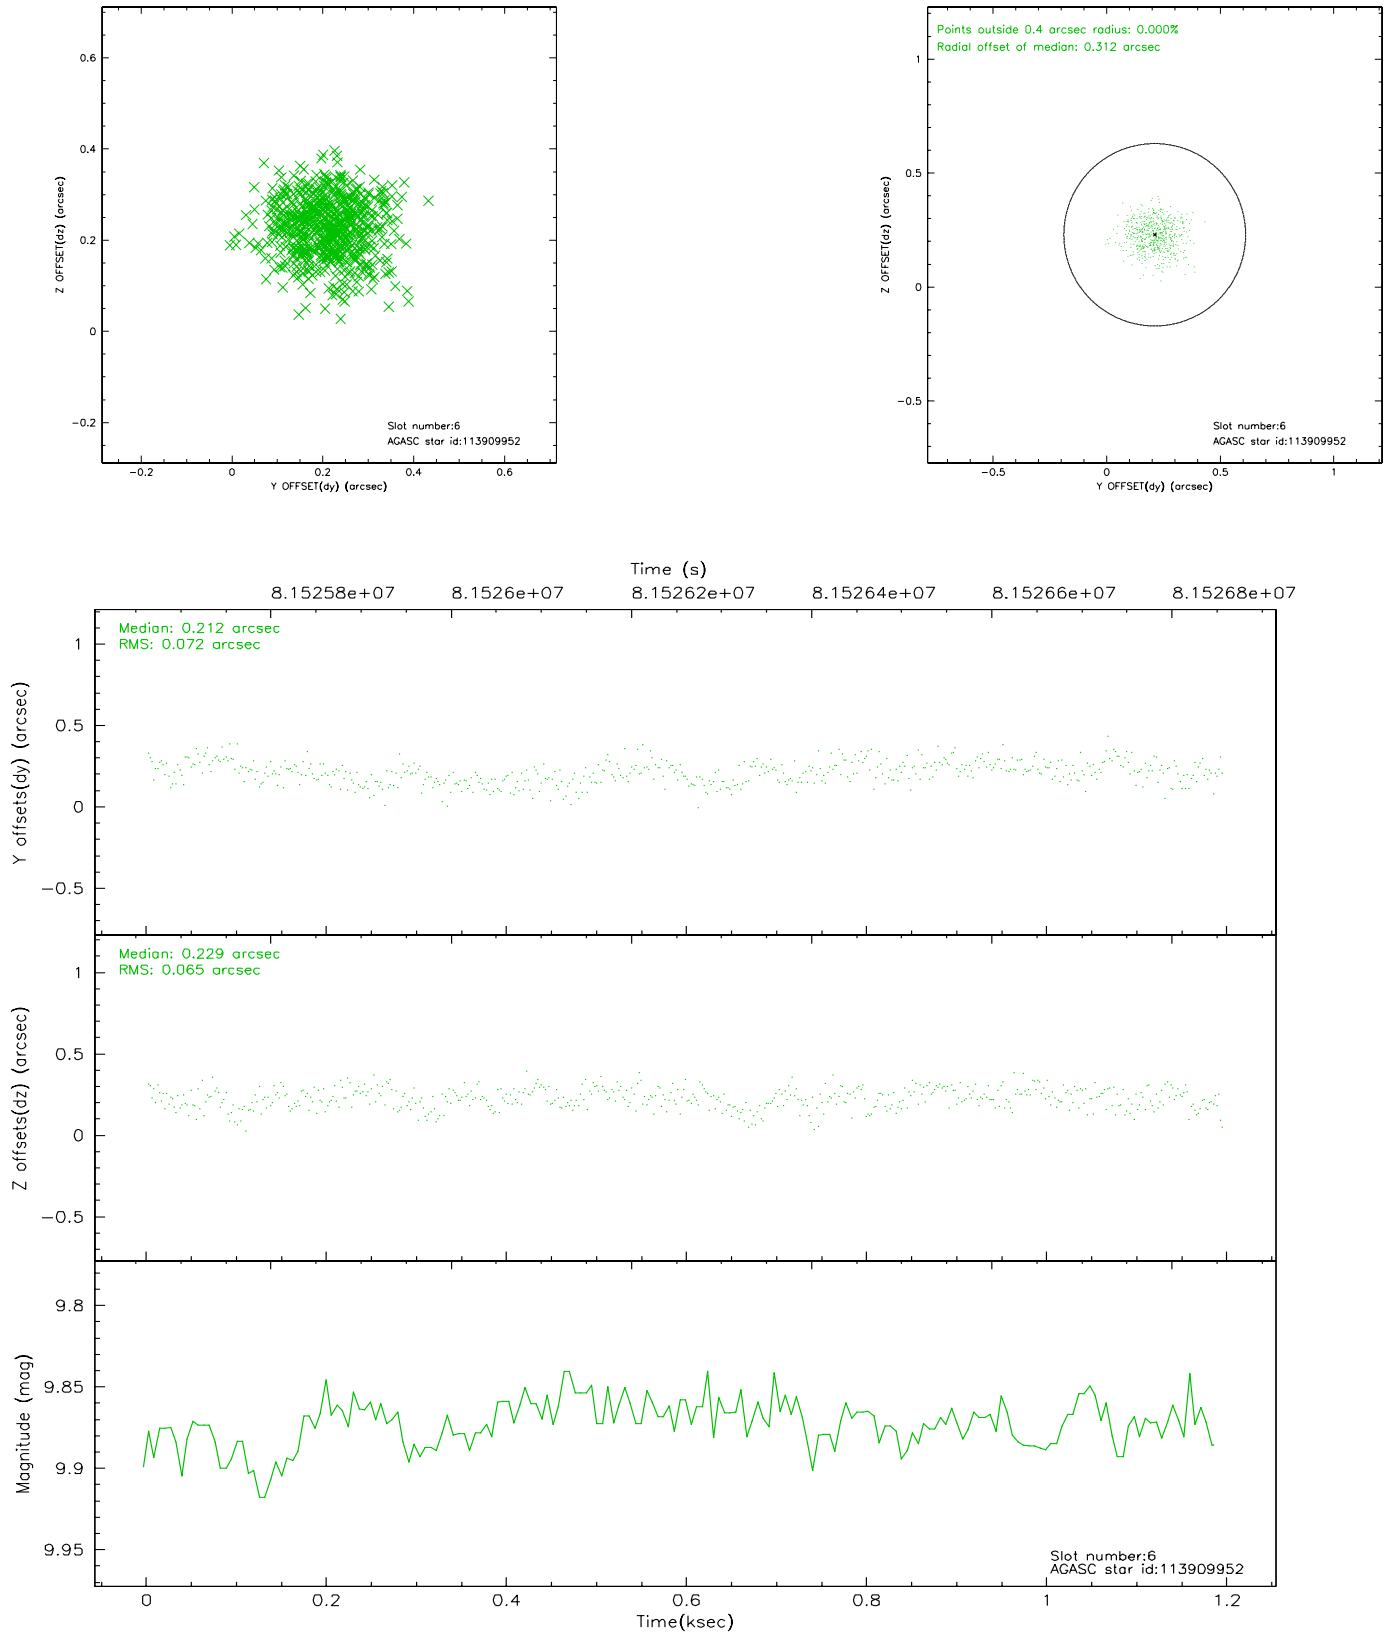 0.6
0.4
0.2
0
−0.2
Z OFFSET(dz) (arcsec)
Slot number:6
AGASC star id:113909952
−0.2 0 0.2 0.4 0.6
Y OFFSET(dy) (arcsec)
Points outside 0.4 arcsec radius: 0.000%
Radial offset of median: 0.312 arcsec
1
0.5
0
−0.5
Z OFFSET(dz) (arcsec)
Slot number:6
AGASC star id:113909952
−0.5 0 0.5 1
Y OFFSET(dy) (arcsec)
Time (s)
8.15258e+07 8.1526e+07 8.15262e+07 8.15264e+07 8.15266e+07 8.15268e+07
Median: 0.212 arcsec
RMS: 0.072 arcsec
1
0.5
0
−0.5
Y offsets(dy) (arcsec)
Median: 0.229 arcsec
RMS: 0.065 arcsec
1
0.5
0
−0.5
Z offsets(dz) (arcsec)
9.8
9.85
9.9
9.95
Magnitude (mag)
Slot number:6
AGASC star id:113909952
0 0.2 0.4 0.6 0.8 1 1.2
Time(ksec)